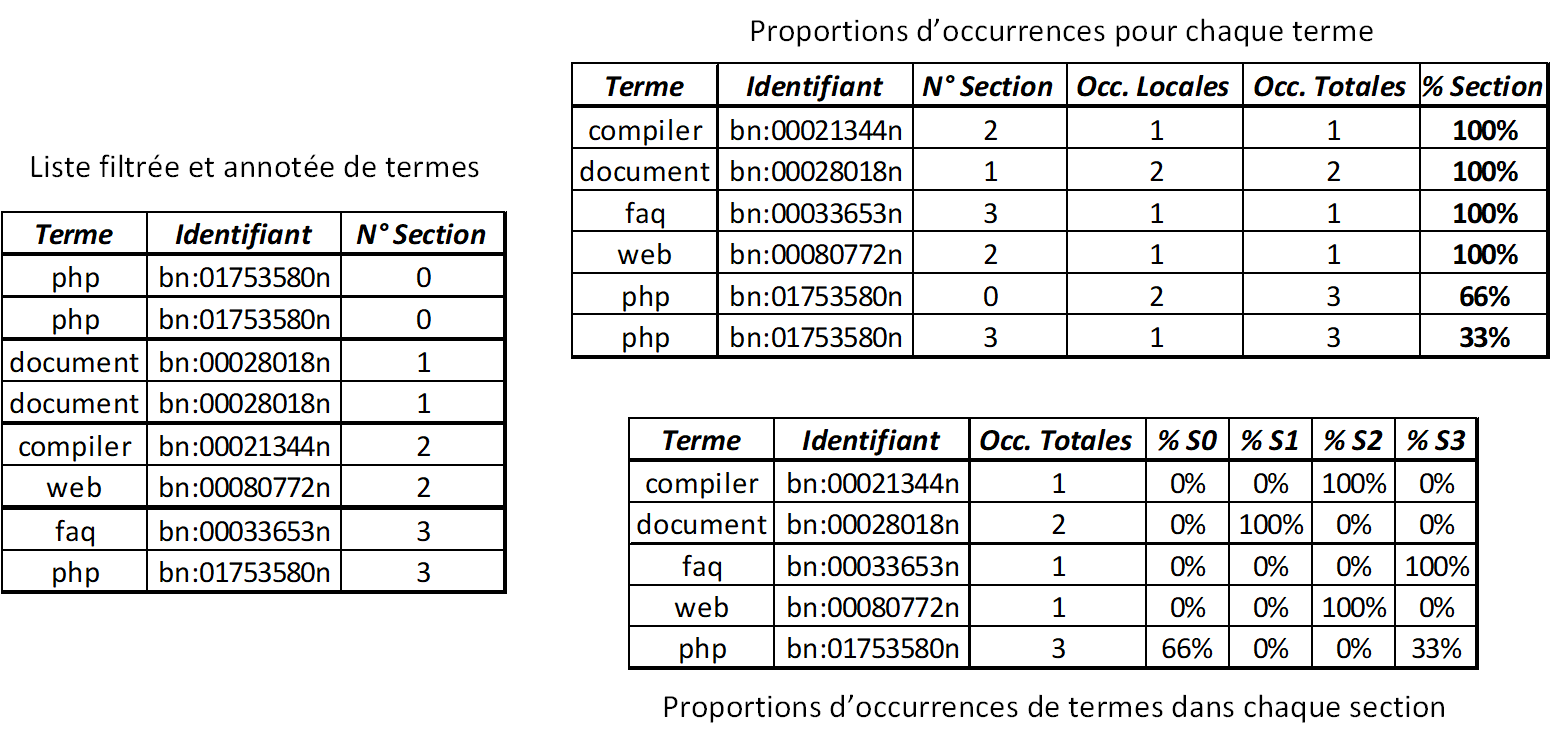 Liste filtrée et annotée de termes
Terme Identifiant N° Section
php bn:01753580n 0
php bn:01753580n 0
document bn:00028018n 1
document bn:00028018n 1
compiler bn:00021344n 2
web bn:00080772n 2
faq bn:00033653n 3
php bn:01753580n 3
Proportions d’occurrences pour chaque terme
Terme Identifiant N° Section Occ. Locales Occ. Totales % Section
compiler bn:00021344n 2 1 1 100%
document bn:00028018n 1 2 2 100%
faq bn:00033653n 3 1 1 100%
web bn:00080772n 2 1 1 100%
php bn:01753580n 0 2 3 66%
php bn:01753580n 3 1 3 33%
Terme Identifiant Occ. Totales % S0 % S1 % S2 % S3
compiler bn:00021344n 1 0% 0% 100% 0%
document bn:00028018n 2 0% 100% 0% 0%
faq bn:00033653n 1 0% 0% 0% 100%
web bn:00080772n 1 0% 0% 100% 0%
php bn:01753580n 3 66% 0% 0% 33%
Proportions d’occurrences de termes dans chaque section